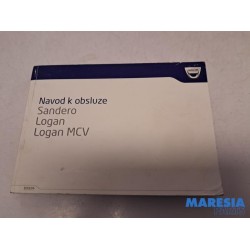 Navod k obsluze
Sandero
Logan
Logan MCV
MARESIA